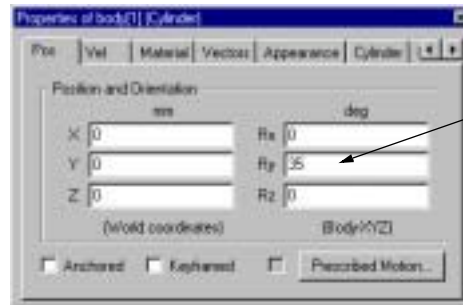 Properties of body[1] (Cylinder)
Pos Vel Material Vectors Appearance Cylinder
Position and Orientation
mm deg
X 0 Rx 0
Y 0 Ry 35
Z 0 Rz 0
(World coordinates) (Body-XYZ)
Anchored Keyframed Prescribed Motion...